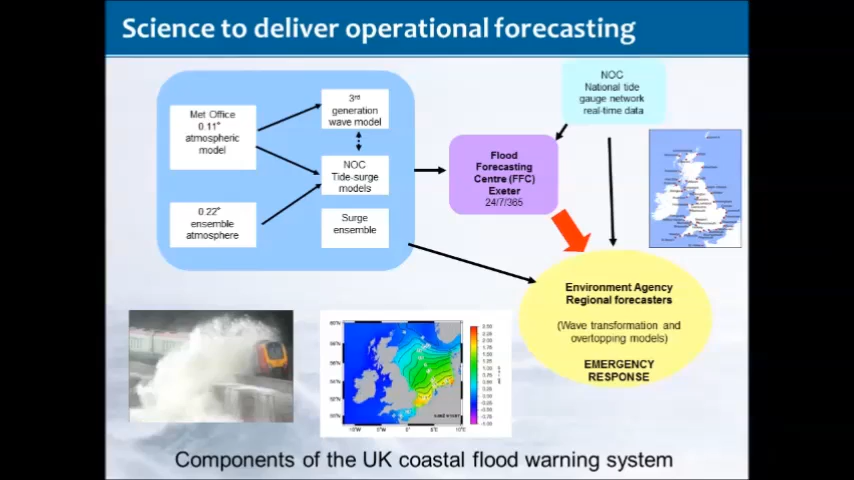 Science to deliver operational forecasting
Met Office
0.11°
atmospheric
model
0.22°
ensemble
atmosphere
3rd
generation
wave model
NOC
Tide-surge
models
Surge
ensemble
NOC
National tide
gauge network
real-time data
Flood
Forecasting
Centre (FFC)
Exeter
24/7/365
Environment Agency
Regional forecasters
(Wave transformation and
overtopping models)
EMERGENCY
RESPONSE
Components of the UK coastal flood warning system